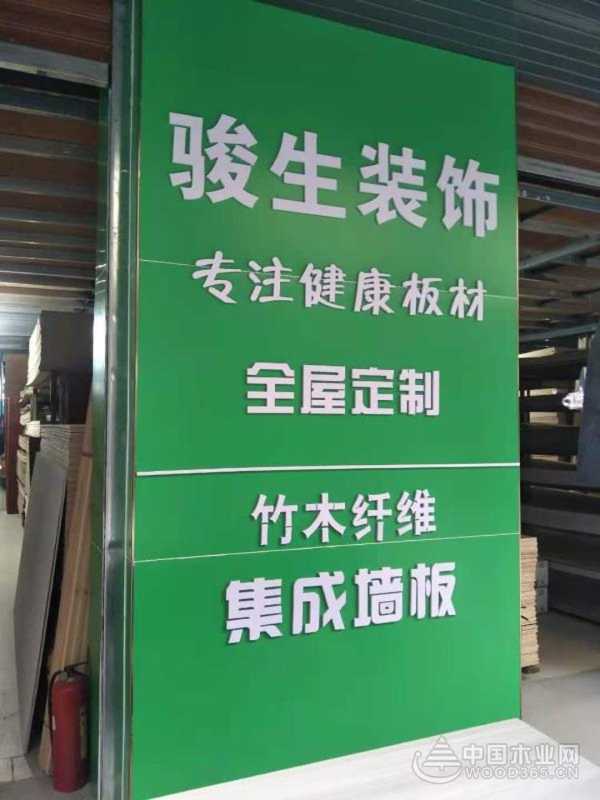 骏生装饰
专注健康板材
全屋定制
竹木纤维
集成墙板
中国木业网
WOOD365.CN